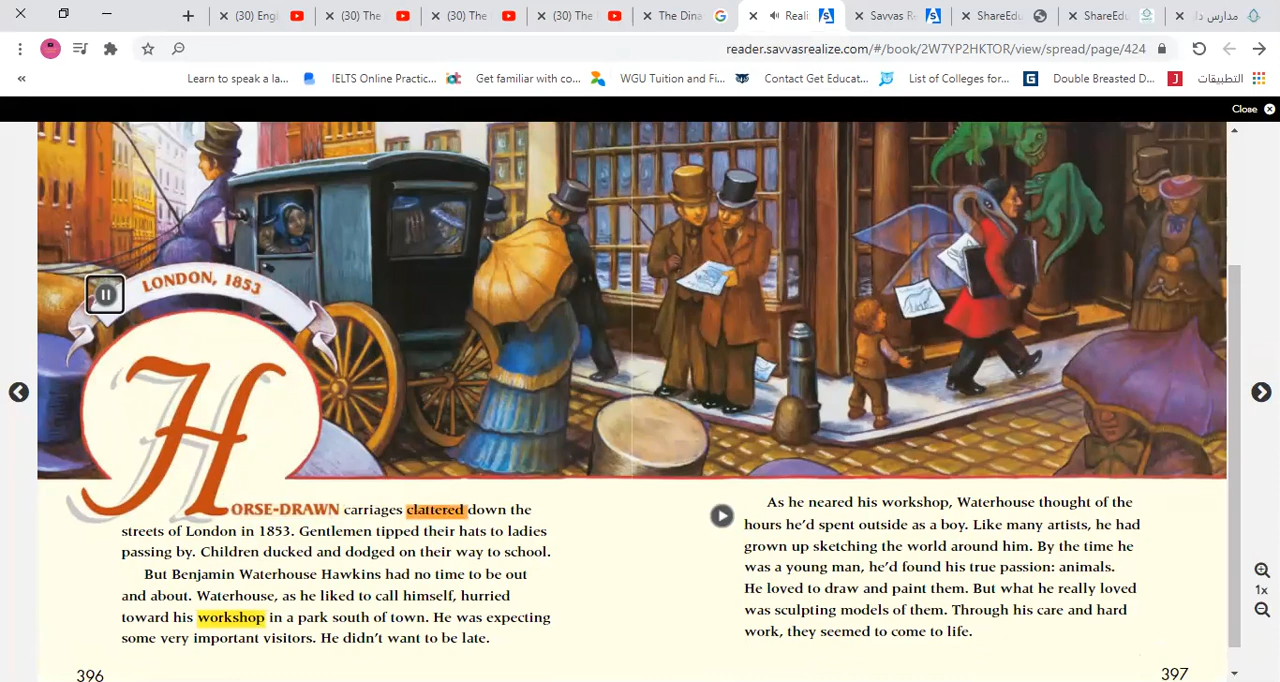 (30) Engl
(30) The
(30) The
(30) The
The Dina
Reali
Savvas R
ShareEdu
ShareEdu
مدارس دا
reader.savvasrealize.com/#/book/2W7YP2HKTOR/view/spread/page/424
«
Learn to speak a la...
IELTS Online Practic...
Get familiar with co...
WGU Tuition and Fi...
Contact Get Educat...
List of Colleges for...
Double Breasted D...
التطبيقات
Close
LONDON, 1853
HORSE-DRAWN carriages clattered down the
streets of London in 1853. Gentlemen tipped their hats to ladies
passing by. Children ducked and dodged on their way to school.
But Benjamin Waterhouse Hawkins had no time to be out
and about. Waterhouse, as he liked to call himself, hurried
toward his workshop in a park south of town. He was expecting
some very important visitors. He didn't want to be late.
396
As he neared his workshop, Waterhouse thought of the
hours he'd spent outside as a boy. Like many artists, he had
grown up sketching the world around him. By the time he
was a young man, he'd found his true passion: animals.
He loved to draw and paint them. But what he really loved
was sculpting models of them. Through his care and hard
work, they seemed to come to life.
397
1x